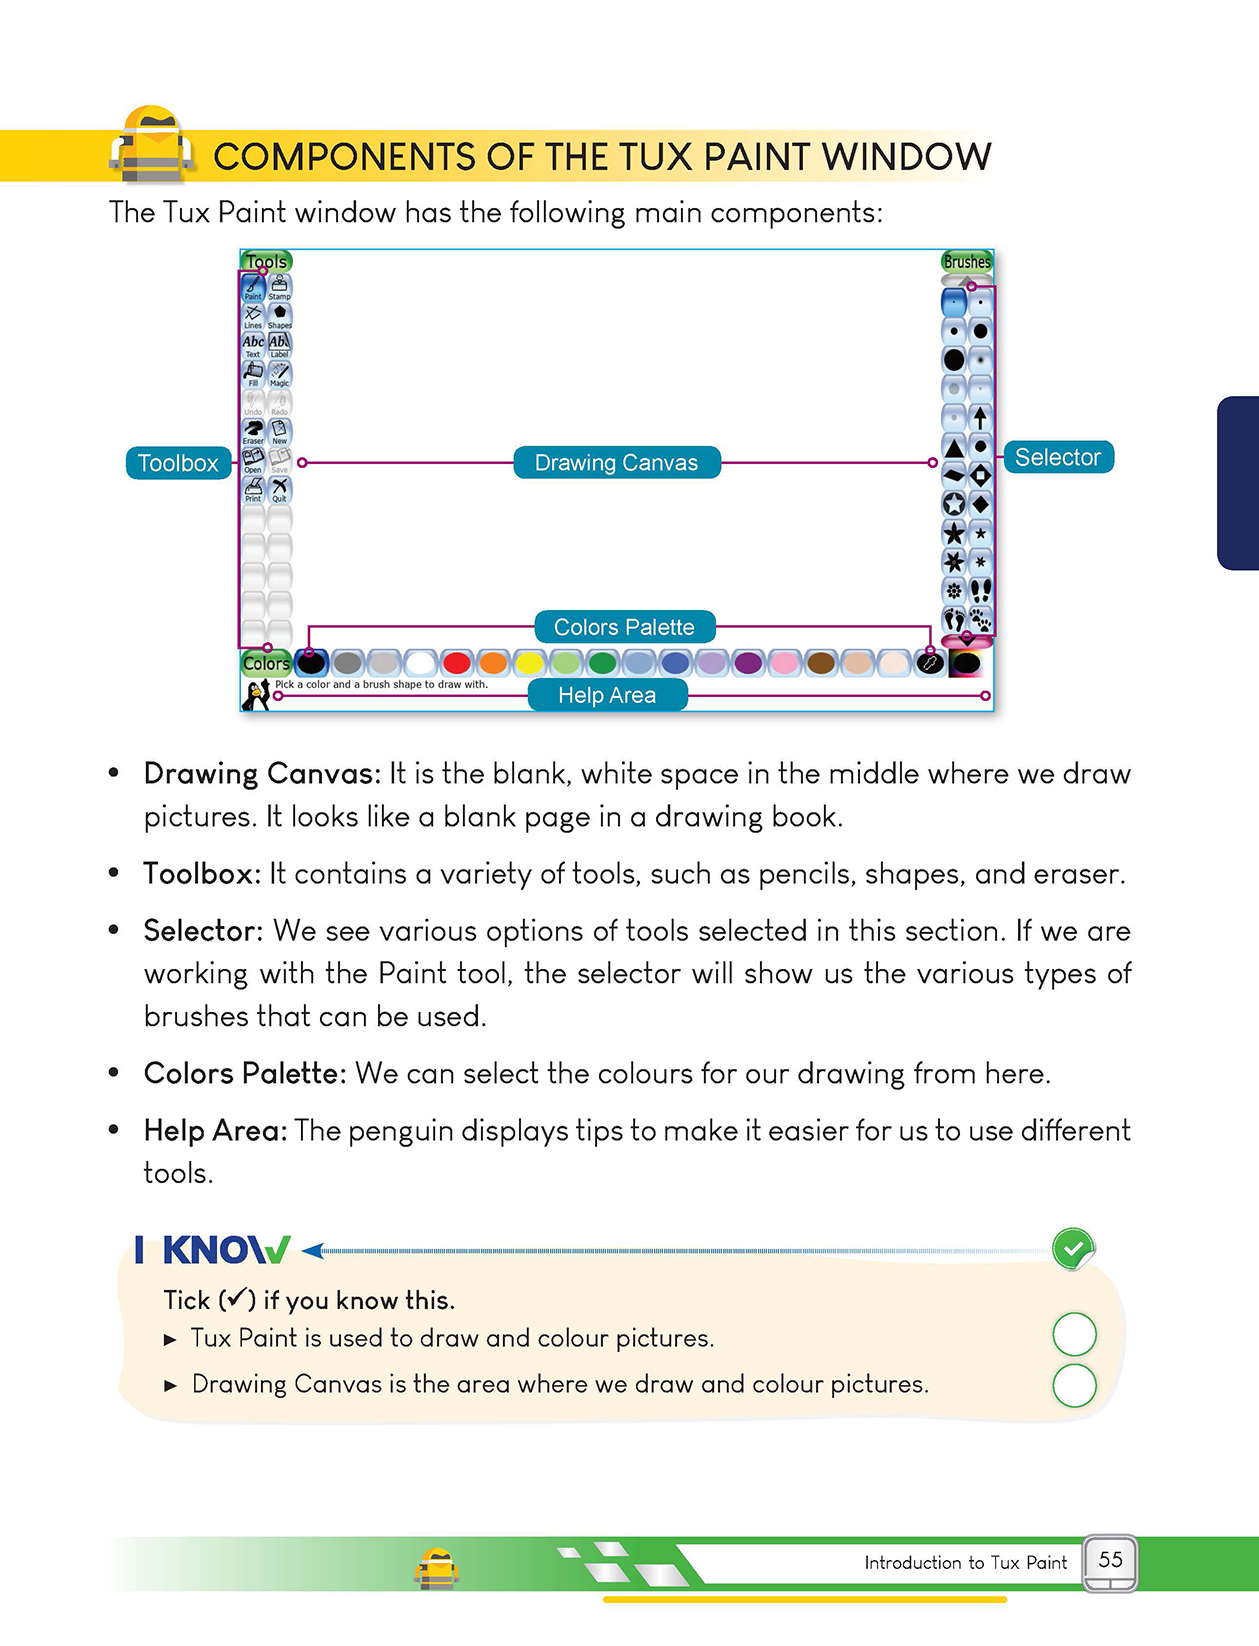 COMPONENTS OF THE TUX PAINT WINDOW
The Tux Paint window has the following main components:
Tools
Brushes
Paint Stamp
Lines Shapes
Abc Abc
Text Label
Fill Magic
Undo Redo
Eraser New
Open Save
Print Quit
Toolbox
Drawing Canvas
Selector
Colors Palette
Colors
Pick a color and a brush shape to draw with.
Help Area
• Drawing Canvas: It is the blank, white space in the middle where we draw
pictures. It looks like a blank page in a drawing book.
• Toolbox: It contains a variety of tools, such as pencils, shapes, and eraser.
• Selector: We see various options of tools selected in this section. If we are
working with the Paint tool, the selector will show us the various types of
brushes that can be used.
• Colors Palette: We can select the colours for our drawing from here.
• Help Area: The penguin displays tips to make it easier for us to use different
tools.
I KNOW
Tick (✓) if you know this.
► Tux Paint is used to draw and colour pictures.
► Drawing Canvas is the area where we draw and colour pictures.
Introduction to Tux Paint 55